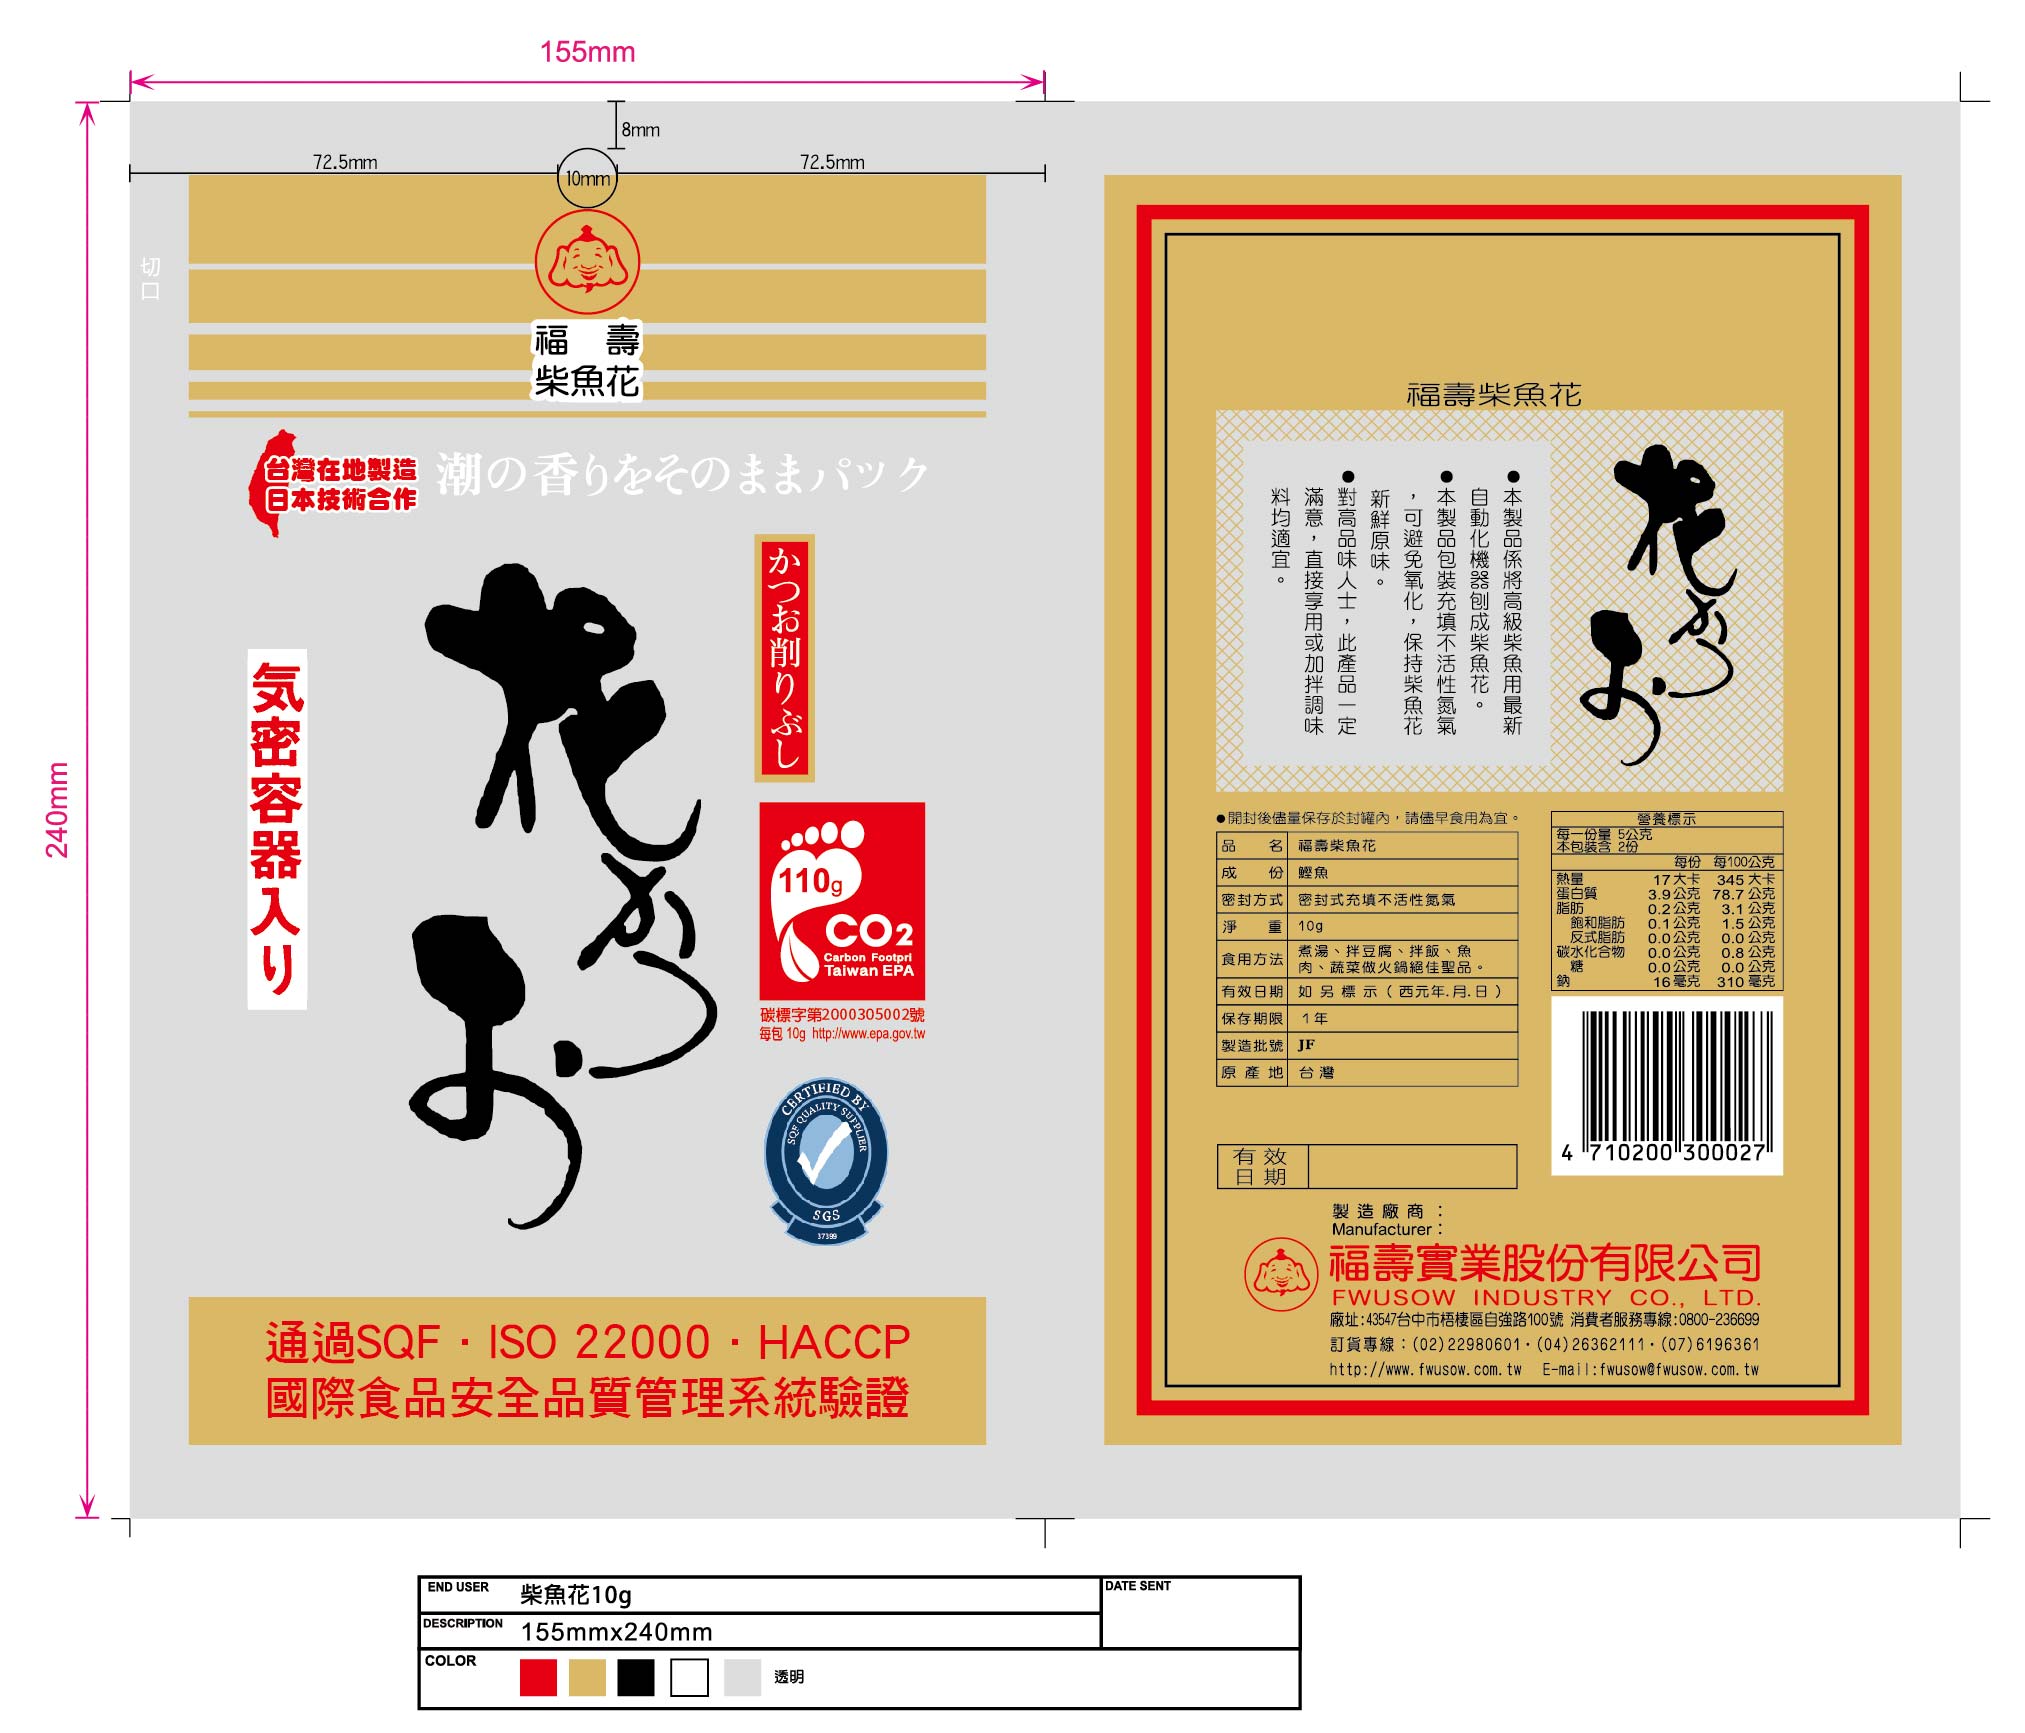 155mm
240mm
8mm
72.5mm
10mm
72.5mm
切口
福壽
柴魚花
台灣在地製造
日本技術合作
潮の香りをそのままパック
かつお削りぶし
気密容器入り
花かつお
110g
CO2
Carbon Footpri
Taiwan EPA
碳標字第2000305002號
每包 10g http://www.epa.gov.tw
CERTIFIED BY
SQF QUALITY SUPPLIER
SGS
37399
通過SQF·ISO 22000·HACCP
國際食品安全品質管理系統驗證
福壽柴魚花
花かつお
●本製品係將高級柴魚用最新
自動化機器刨成柴魚花。
●本製品包裝充填不活性氮氣
，可避免氧化，保持柴魚花
新鮮原味。
●對高品味人士，此產品一定
滿意，直接享用或加拌調味
料均適宜。
●開封後儘量保存於封罐內，請儘早食用為宜。
品名 福壽柴魚花
成份 鰹魚
密封方式 密封式充填不活性氮氣
淨重 10g
食用方法 煮湯、拌豆腐、拌飯、魚
肉、蔬菜做火鍋絕佳聖品。
有效日期 如另標示(西元年.月.日)
保存期限 1年
製造批號 JF
原產地 台灣
營養標示
每一份量 5公克
本包裝含 2份
每份 每100公克
熱量 17大卡 345大卡
蛋白質 3.9公克 78.7公克
脂肪 0.2公克 3.1公克
飽和脂肪 0.1公克 1.5公克
反式脂肪 0.0公克 0.0公克
碳水化合物 0.0公克 0.8公克
糖 0.0公克 0.0公克
鈉 16毫克 310毫克
4 710200 300027
有效
日期
製造廠商：
Manufacturer：
福壽實業股份有限公司
FWUSOW INDUSTRY CO., LTD.
廠址:43547台中市梧棲區自強路100號 消費者服務專線:0800-236699
訂貨專線：(02)22980601·(04)26362111·(07)6196361
http://www.fwusow.com.tw E-mail:fwusow@fwusow.com.tw
END USER 柴魚花10g
DATE SENT
DESCRIPTION 155mmx240mm
COLOR 透明